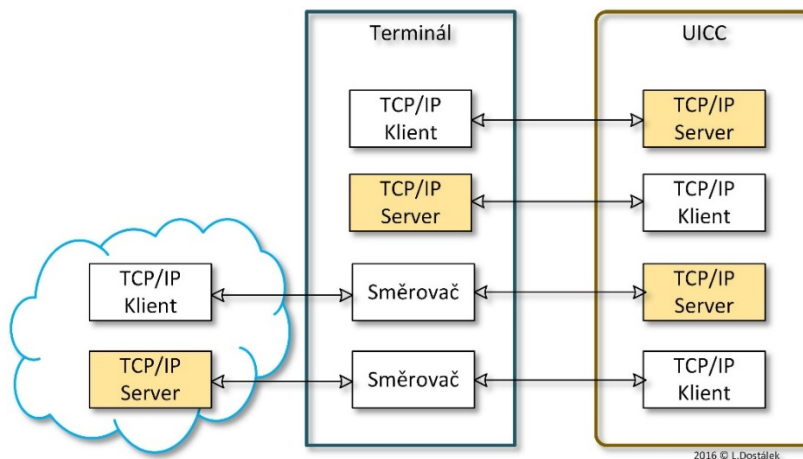 Terminál
UICC
TCP/IP
Klient
TCP/IP
Server
TCP/IP
Server
TCP/IP
Klient
TCP/IP
Klient
Směrovač
TCP/IP
Server
TCP/IP
Server
Směrovač
TCP/IP
Klient
2016 © L.Dostálek